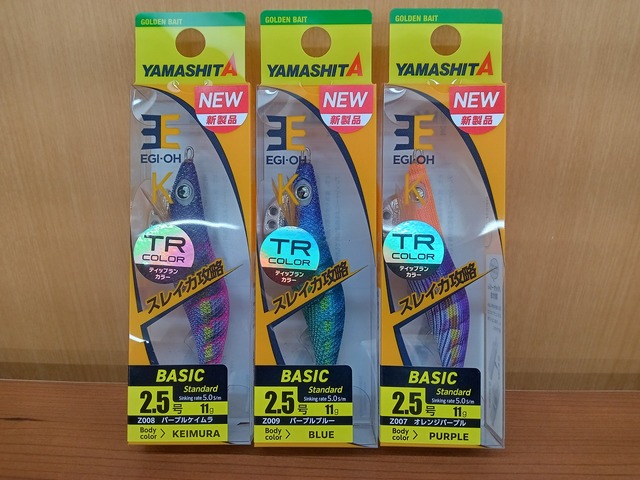 GOLDEN BAIT
YAMASHITA
NEW
新製品
EGI-OH
K
TR
COLOR
ティップラン
カラー
スレイカ攻略
BASIC
Standard
Sinking rate 5.0 s/m
2.5号 11g
Z008 パープルケイムラ
Body color > KEIMURA
GOLDEN BAIT
YAMASHITA
NEW
新製品
EGI-OH
K
TR
COLOR
ティップラン
カラー
スレイカ攻略
BASIC
Standard
Sinking rate 5.0 s/m
2.5号 11g
Z009 パープルブルー
Body color > BLUE
GOLDEN BAIT
YAMASHITA
NEW
新製品
EGI-OH
K
TR
COLOR
ティップラン
カラー
スレイカ攻略
BASIC
Standard
Sinking rate 5.0 s/m
2.5号 11g
Z007 オレンジパープル
Body color > PURPLE